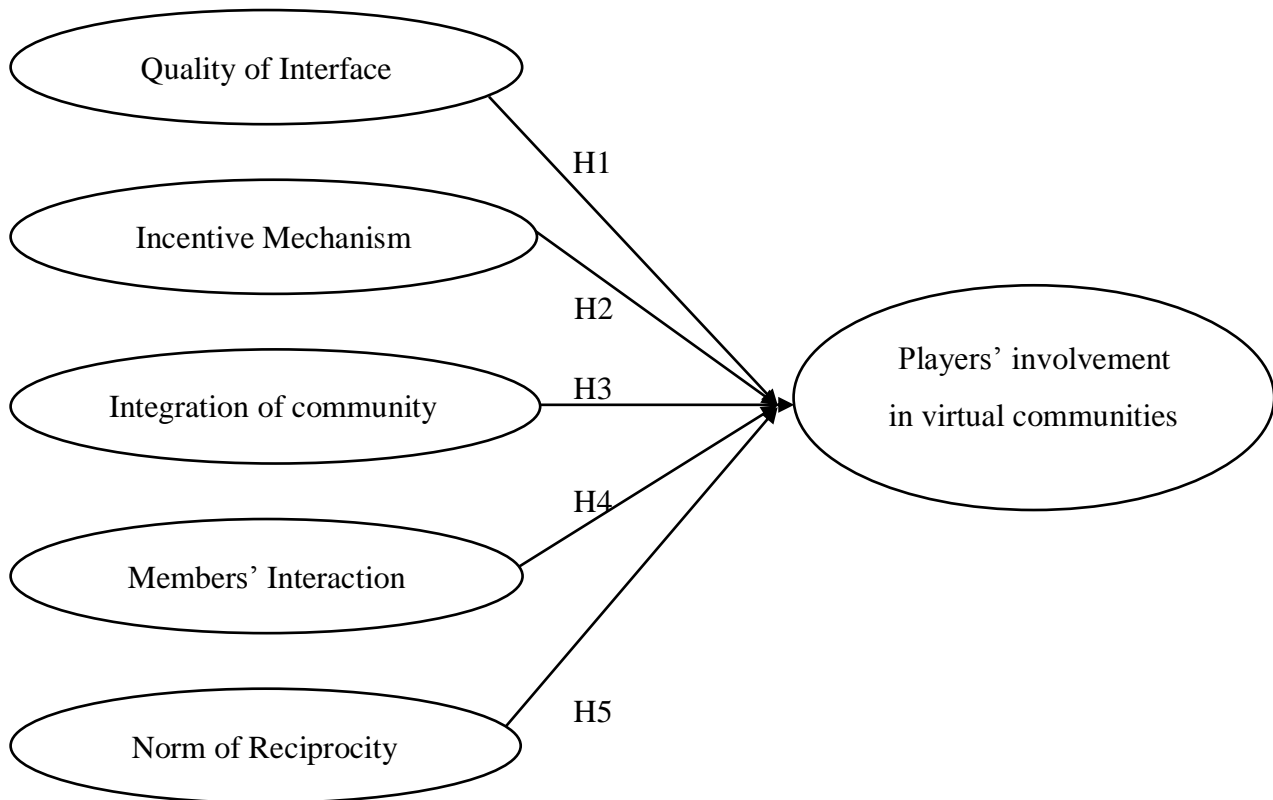 Quality of Interface
H1
Incentive Mechanism
H2
Players’ involvement
in virtual communities
H3
Integration of community
H4
Members’ Interaction
H5
Norm of Reciprocity